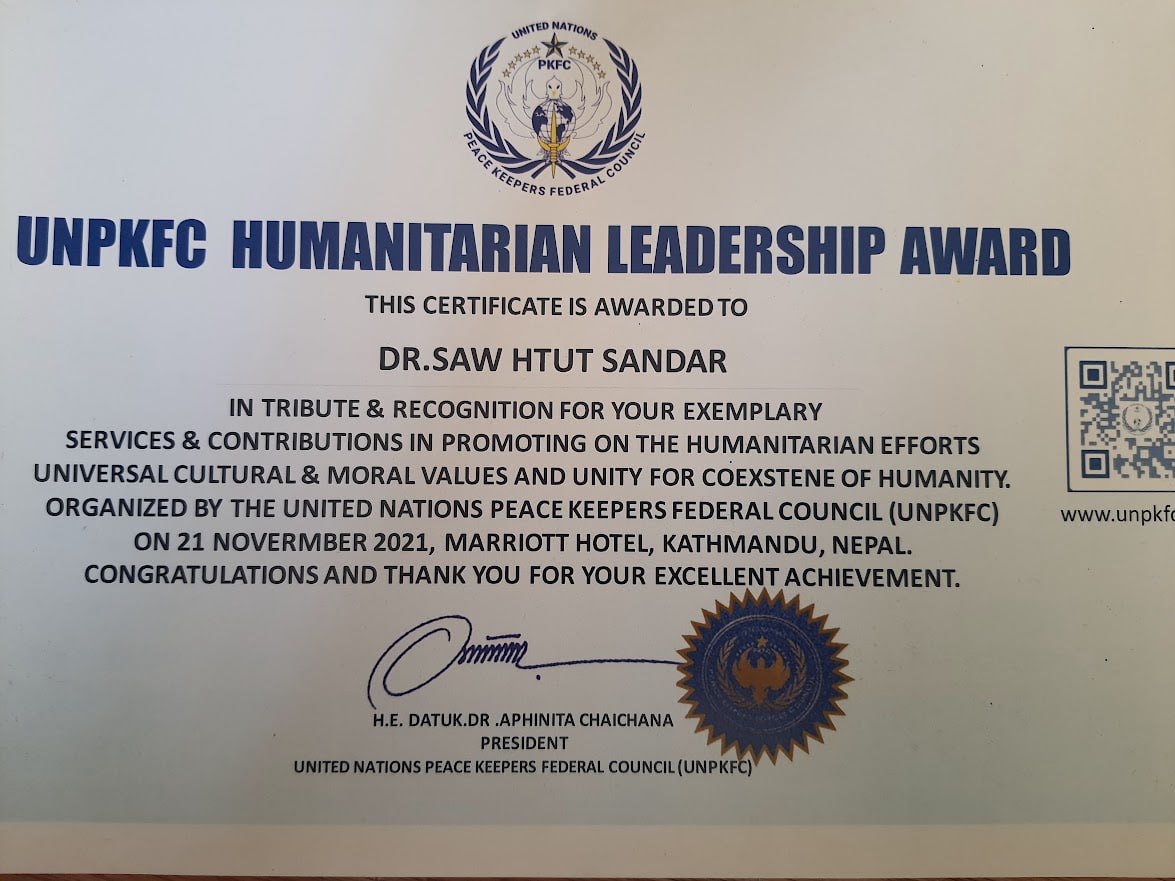 UNITED NATIONS
PKFC
PEACE KEEPERS FEDERAL COUNCIL
UNPKFC HUMANITARIAN LEADERSHIP AWARD
THIS CERTIFICATE IS AWARDED TO
DR.SAW HTUT SANDAR
IN TRIBUTE & RECOGNITION FOR YOUR EXEMPLARY
SERVICES & CONTRIBUTIONS IN PROMOTING ON THE HUMANITARIAN EFFORTS
UNIVERSAL CULTURAL & MORAL VALUES AND UNITY FOR COEXSTENE OF HUMANITY.
ORGANIZED BY THE UNITED NATIONS PEACE KEEPERS FEDERAL COUNCIL (UNPKFC)
www.unpkfc
ON 21 NOVERMBER 2021, MARRIOTT HOTEL, KATHMANDU, NEPAL.
CONGRATULATIONS AND THANK YOU FOR YOUR EXCELLENT ACHIEVEMENT.
H.E. DATUK.DR .APHINITA CHAICHANA
PRESIDENT
UNITED NATIONS PEACE KEEPERS FEDERAL COUNCIL (UNPKFC)